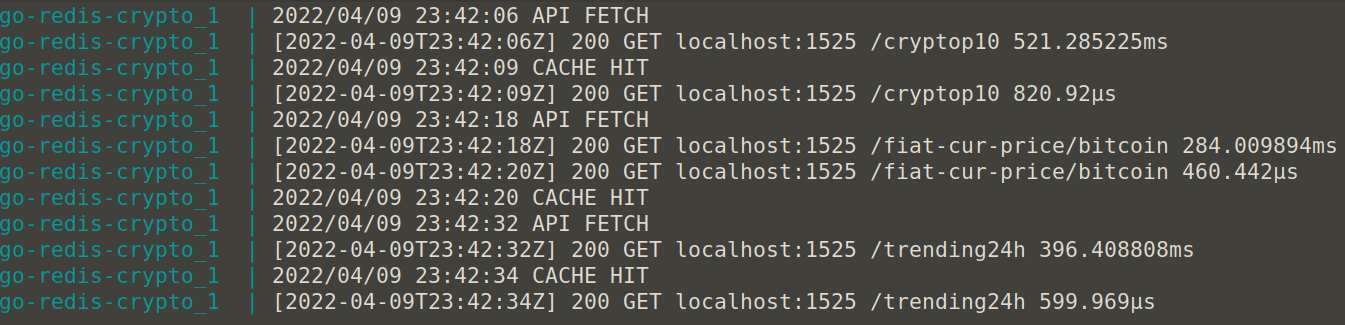 go-redis-crypto_1  | 2022/04/09 23:42:06 API FETCH
go-redis-crypto_1  | [2022-04-09T23:42:06Z] 200 GET localhost:1525 /cryptop10 521.285225ms
go-redis-crypto_1  | 2022/04/09 23:42:09 CACHE HIT
go-redis-crypto_1  | [2022-04-09T23:42:09Z] 200 GET localhost:1525 /cryptop10 820.92µs
go-redis-crypto_1  | 2022/04/09 23:42:18 API FETCH
go-redis-crypto_1  | [2022-04-09T23:42:18Z] 200 GET localhost:1525 /fiat-cur-price/bitcoin 284.009894ms
go-redis-crypto_1  | [2022-04-09T23:42:20Z] 200 GET localhost:1525 /fiat-cur-price/bitcoin 460.442µs
go-redis-crypto_1  | 2022/04/09 23:42:20 CACHE HIT
go-redis-crypto_1  | 2022/04/09 23:42:32 API FETCH
go-redis-crypto_1  | [2022-04-09T23:42:32Z] 200 GET localhost:1525 /trending24h 396.408808ms
go-redis-crypto_1  | 2022/04/09 23:42:34 CACHE HIT
go-redis-crypto_1  | [2022-04-09T23:42:34Z] 200 GET localhost:1525 /trending24h 599.969µs